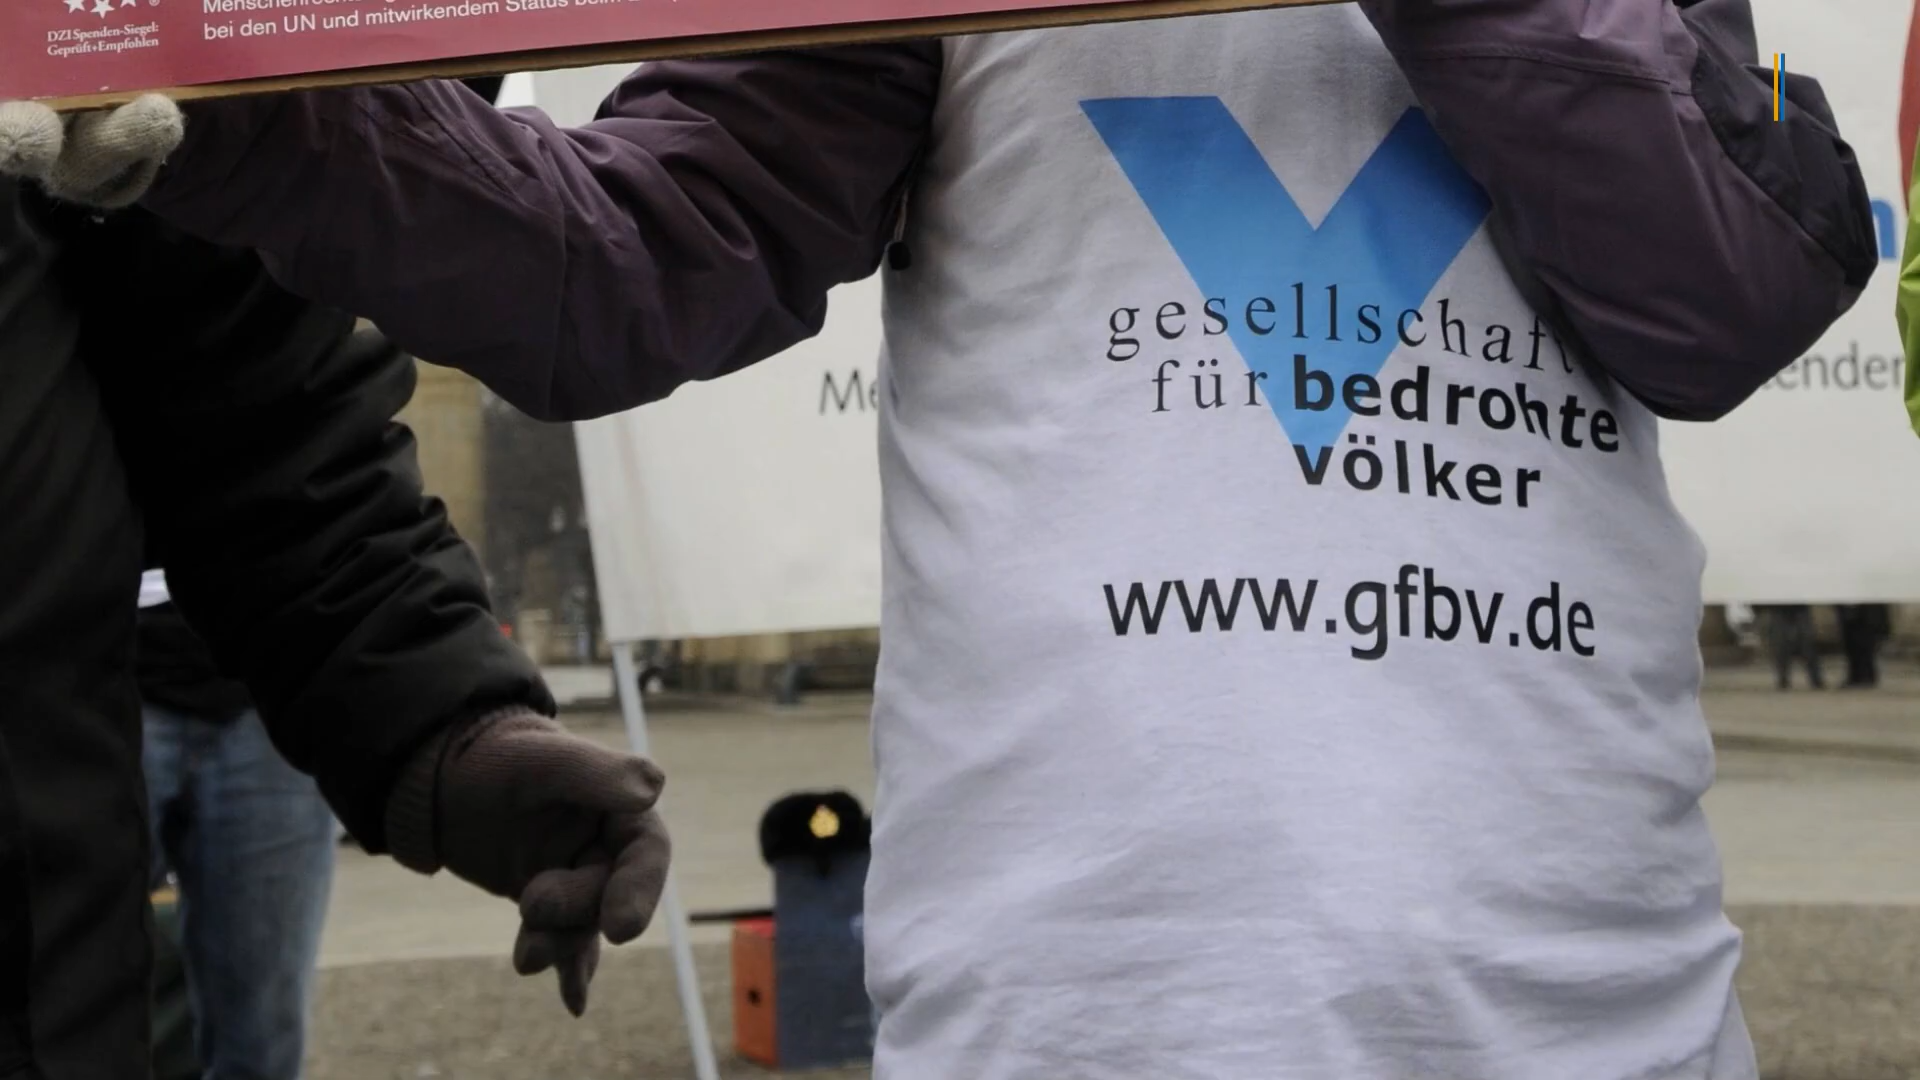 DZI Spenden-Siegel:
Geprüft+Empfohlen
bei den UN und mitwirkendem Status beim
gesellschaft
für bedrohte
völker
www.gfbv.de